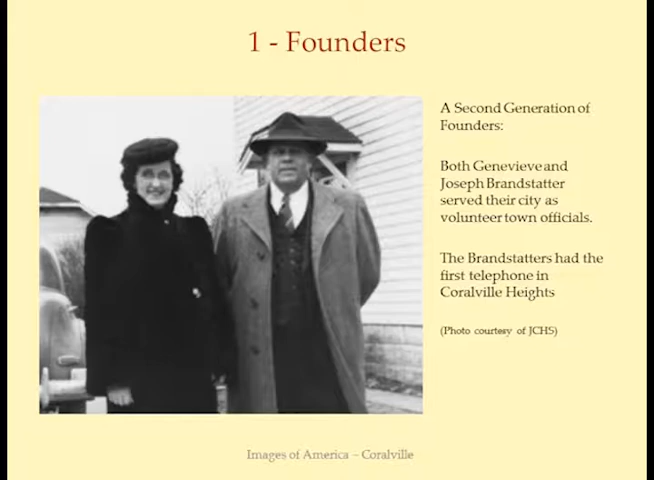 1 - Founders
A Second Generation of
Founders:
Both Genevieve and
Joseph Brandstatter
served their city as
volunteer town officials.
The Brandstatters had the
first telephone in
Coralville Heights
(Photo courtesy of JCHS)
Images of America – Coralville